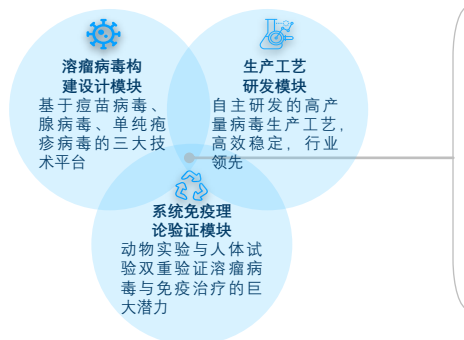 溶瘤病毒构
建设计模块
基于痘苗病毒、
腺病毒、单纯疱
疹病毒的三大技
术平台
生产工艺
研发模块
自主研发的高产
量病毒生产工艺，
高效稳定，行业
领先
系统免疫理
论验证模块
动物实验与人体试
验双重验证溶瘤病
毒与免疫治疗的巨
大潜力